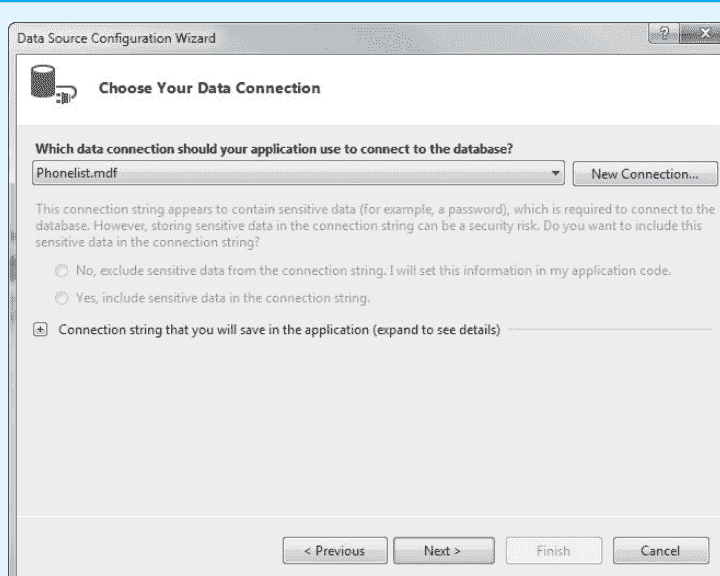 Data Source Configuration Wizard
?
X
Choose Your Data Connection
Which data connection should your application use to connect to the database?
Phonelist.mdf
New Connection...
This connection string appears to contain sensitive data (for example, a password), which is required to connect to the
database. However, storing sensitive data in the connection string can be a security risk. Do you want to include this
sensitive data in the connection string?
No, exclude sensitive data from the connection string. I will set this information in my application code.
Yes, include sensitive data in the connection string.
+ Connection string that you will save in the application (expand to see details)
< Previous
Next >
Finish
Cancel